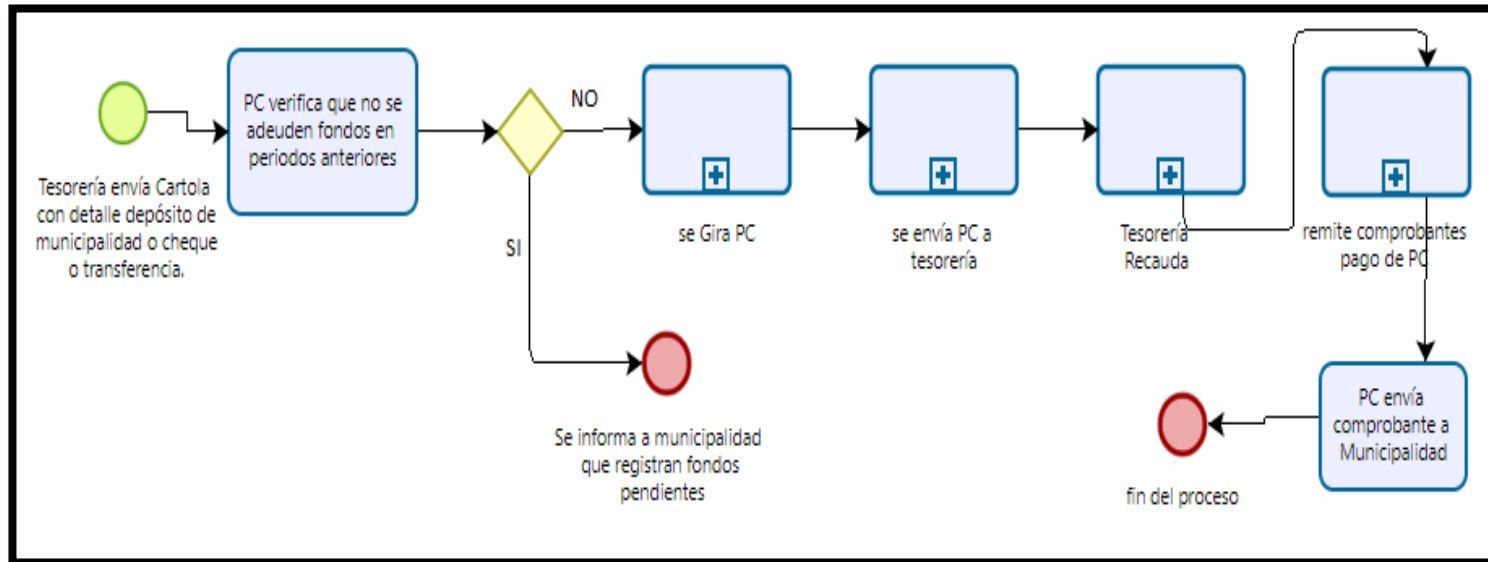 Tesorería envía Cartola
con detalle depósito de
municipalidad o cheque
o transferencia.
PC verifica que no se
adeuden fondos en
periodos anteriores
NO
SI
se Gira PC
se envía PC a
tesorería
Tesorería
Recauda
remite comprobantes
pago de PC
Se informa a municipalidad
que registran fondos
pendientes
PC envía
comprobante a
Municipalidad
fin del proceso